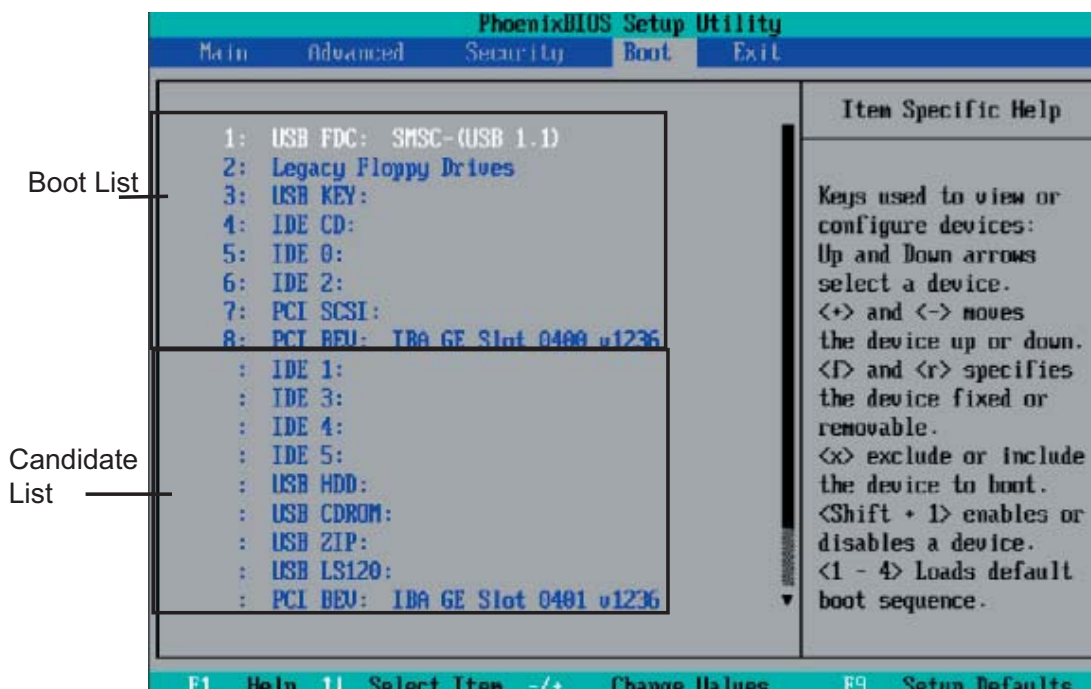 PhoenixBIOS Setup Utility
Main Advanced Security Boot Exit
Boot List
Candidate
List
1: USB FDC: SMSC-(USB 1.1)
2: Legacy Floppy Drives
3: USB KEY:
4: IDE CD:
5: IDE 0:
6: IDE 2:
7: PCI SCSI:
8: PCI BEV: IBA GE Slot 0400 v1236
: IDE 1:
: IDE 3:
: IDE 4:
: IDE 5:
: USB HDD:
: USB CDROM:
: USB ZIP:
: USB LS120:
: PCI BEV: IBA GE Slot 0401 v1236
Item Specific Help
Keys used to view or
configure devices:
Up and Down arrows
select a device.
<+> and <-> moves
the device up or down.
<f> and <r> specifies
the device fixed or
removable.
<x> exclude or include
the device to boot.
<Shift + 1> enables or
disables a device.
<1 - 4> Loads default
boot sequence.
F1 Help ↑↓ Select Item -/+ Change Values F9 Setup Defaults